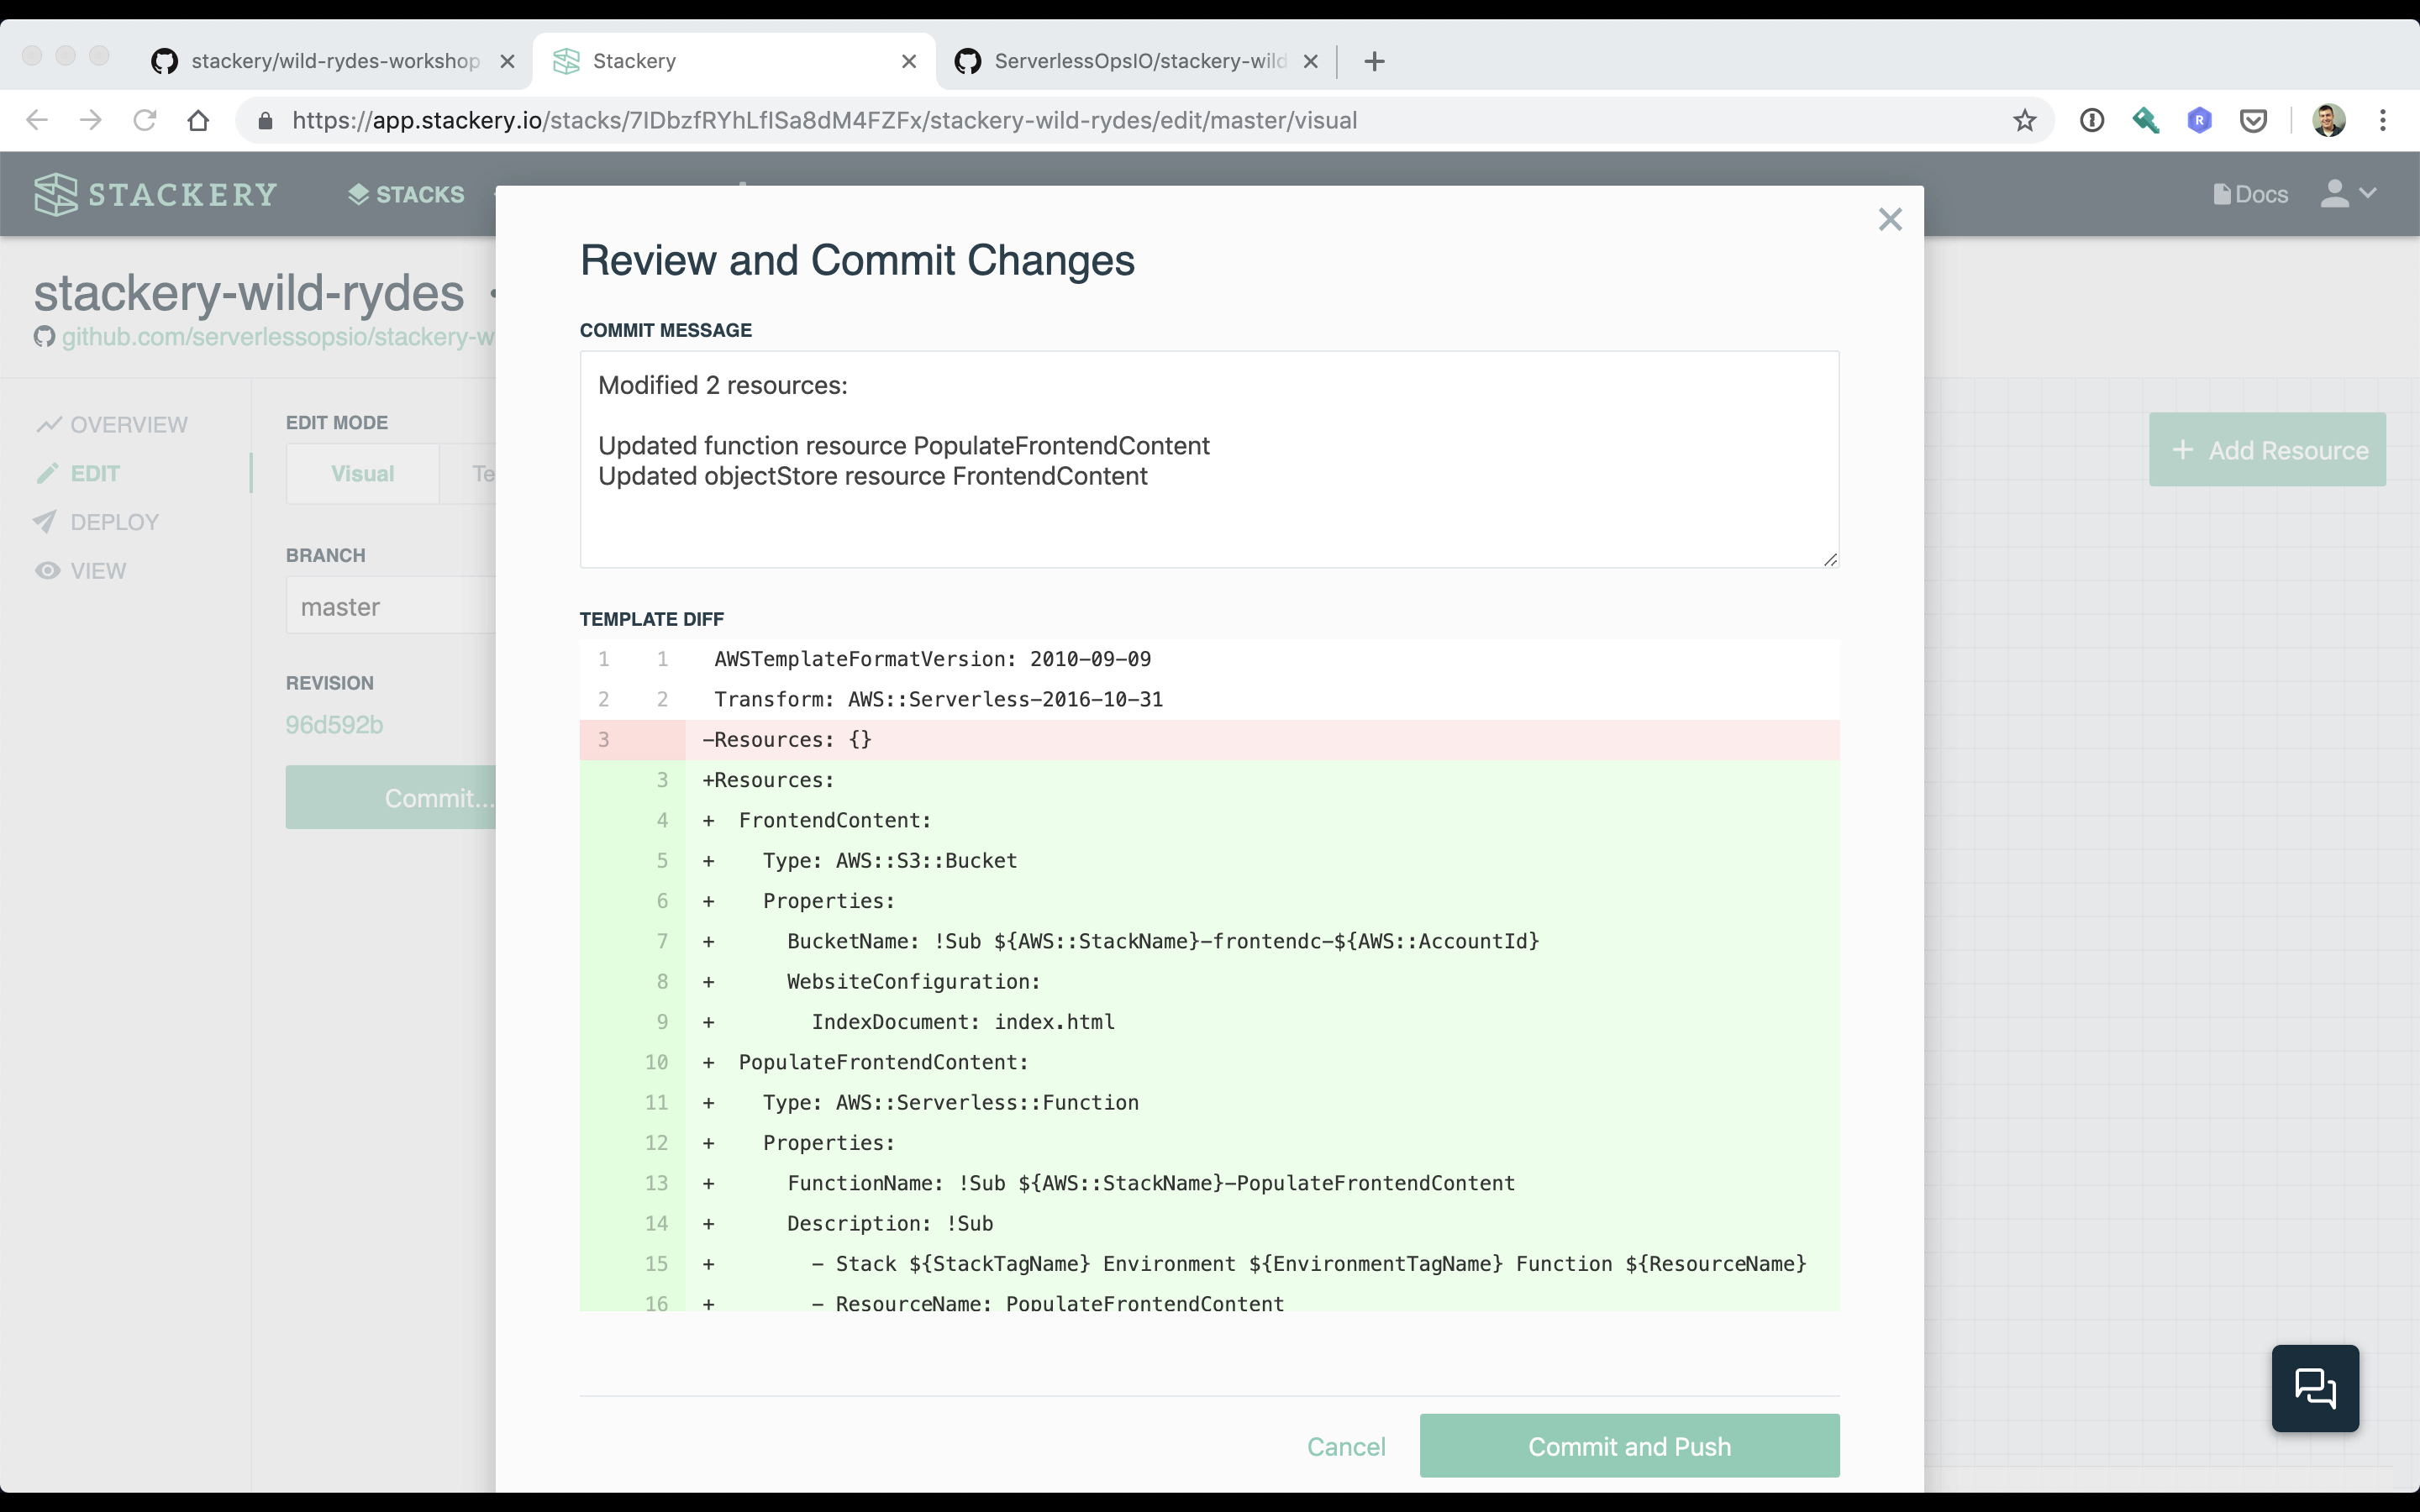 stackery/wild-rydes-workshop
Stackery
ServerlessOpsIO/stackery-wild
https://app.stackery.io/stacks/7IDbzfRYhLfISa8dM4FZFx/stackery-wild-rydes/edit/master/visual
R
STACKERY
STACKS
Docs
stackery-wild-rydes
github.com/serverlessopsio/stackery-w
OVERVIEW
EDIT
DEPLOY
VIEW
EDIT MODE
Visual
Te
BRANCH
master
REVISION
96d592b
Commit...
+ Add Resource
Review and Commit Changes
COMMIT MESSAGE
Modified 2 resources:
Updated function resource PopulateFrontendContent
Updated objectStore resource FrontendContent
TEMPLATE DIFF
1 1 AWSTemplateFormatVersion: 2010-09-09
2 2 Transform: AWS::Serverless-2016-10-31
3 -Resources: {}
3 +Resources:
4 + FrontendContent:
5 + Type: AWS::S3::Bucket
6 + Properties:
7 + BucketName: !Sub ${AWS::StackName}-frontendc-${AWS::AccountId}
8 + WebsiteConfiguration:
9 + IndexDocument: index.html
10 + PopulateFrontendContent:
11 + Type: AWS::Serverless::Function
12 + Properties:
13 + FunctionName: !Sub ${AWS::StackName}-PopulateFrontendContent
14 + Description: !Sub
15 + - Stack ${StackTagName} Environment ${EnvironmentTagName} Function ${ResourceName}
16 + - ResourceName: PopulateFrontendContent
Cancel
Commit and Push